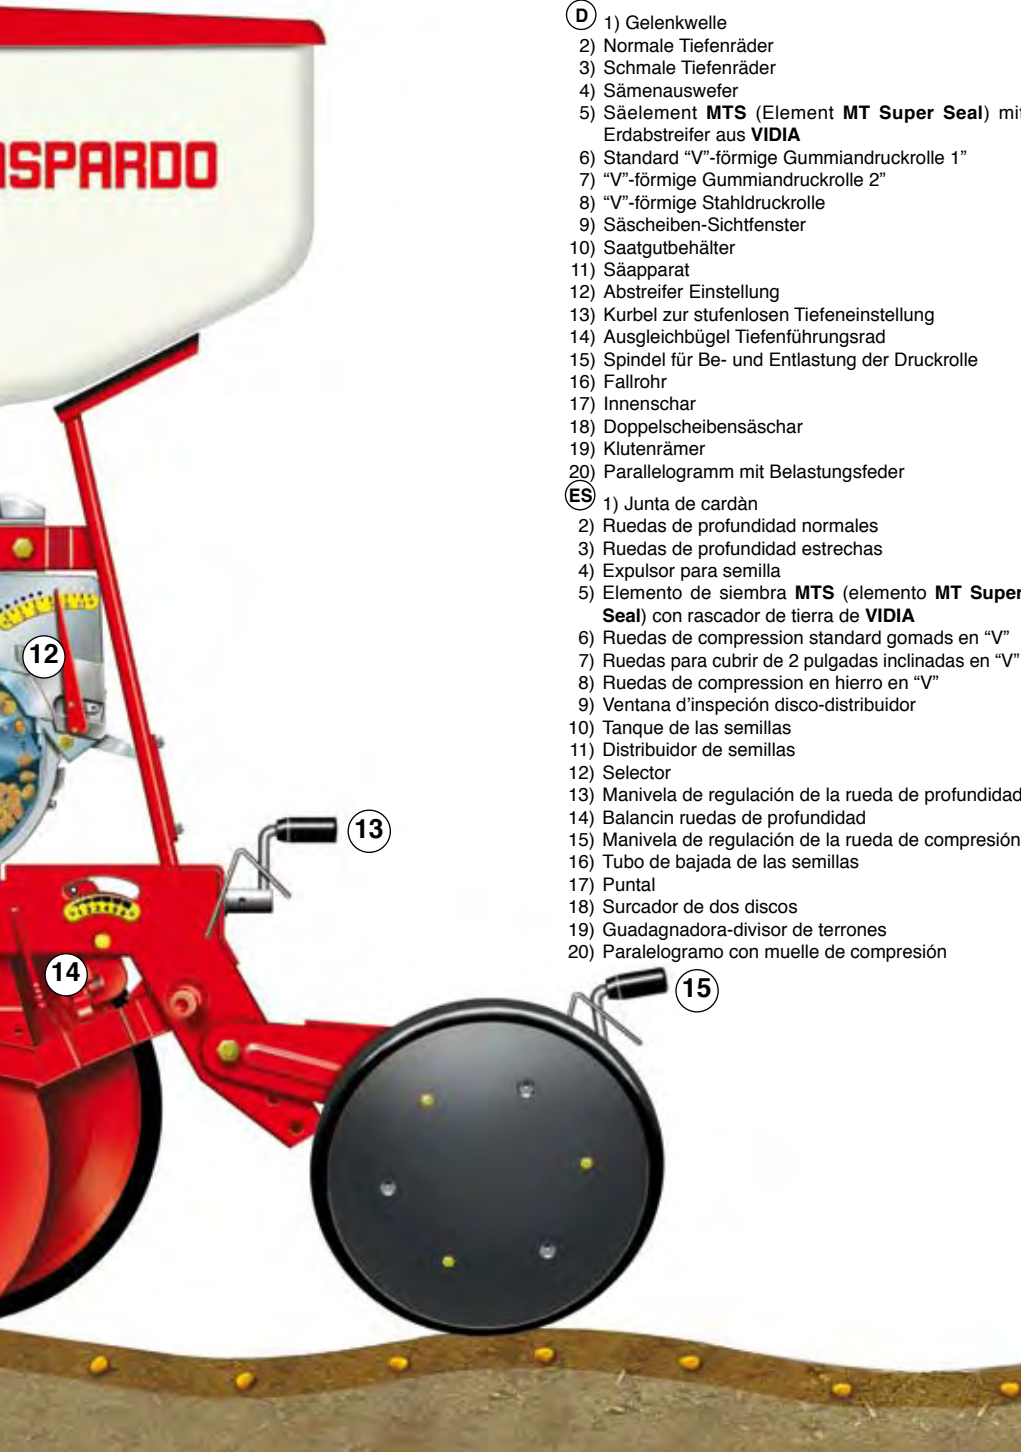 ASPARDO
D 1) Gelenkwelle
2) Normale Tiefenräder
3) Schmale Tiefenräder
4) Sämenauswefer
5) Säelement MTS (Element MT Super Seal) mit
Erdabstreifer aus VIDIA
6) Standard “V”-förmige Gummiandruckrolle 1”
7) “V”-förmige Gummiandruckrolle 2”
8) “V”-förmige Stahldruckrolle
9) Säscheiben-Sichtfenster
10) Saatgutbehälter
11) Säapparat
12) Abstreifer Einstellung
13) Kurbel zur stufenlosen Tiefeneinstellung
14) Ausgleichbügel Tiefenführungsrad
15) Spindel für Be- und Entlastung der Druckrolle
16) Fallrohr
17) Innenschar
18) Doppelscheibensäschar
19) Klutenrämer
20) Parallelogramm mit Belastungsfeder
ES 1) Junta de cardàn
2) Ruedas de profundidad normales
3) Ruedas de profundidad estrechas
4) Expulsor para semilla
5) Elemento de siembra MTS (elemento MT Super
Seal) con rascador de tierra de VIDIA
6) Ruedas de compression standard gomads en “V”
7) Ruedas para cubrir de 2 pulgadas inclinadas en “V”
8) Ruedas de compression en hierro en “V”
9) Ventana d’inspeción disco-distribuidor
10) Tanque de las semillas
11) Distribuidor de semillas
12) Selector
13) Manivela de regulación de la rueda de profundidad
14) Balancin ruedas de profundidad
15) Manivela de regulación de la rueda de compresión
16) Tubo de bajada de las semillas
17) Puntal
18) Surcador de dos discos
19) Guadagnadora-divisor de terrones
20) Paralelogramo con muelle de compresión
12
13
14
15